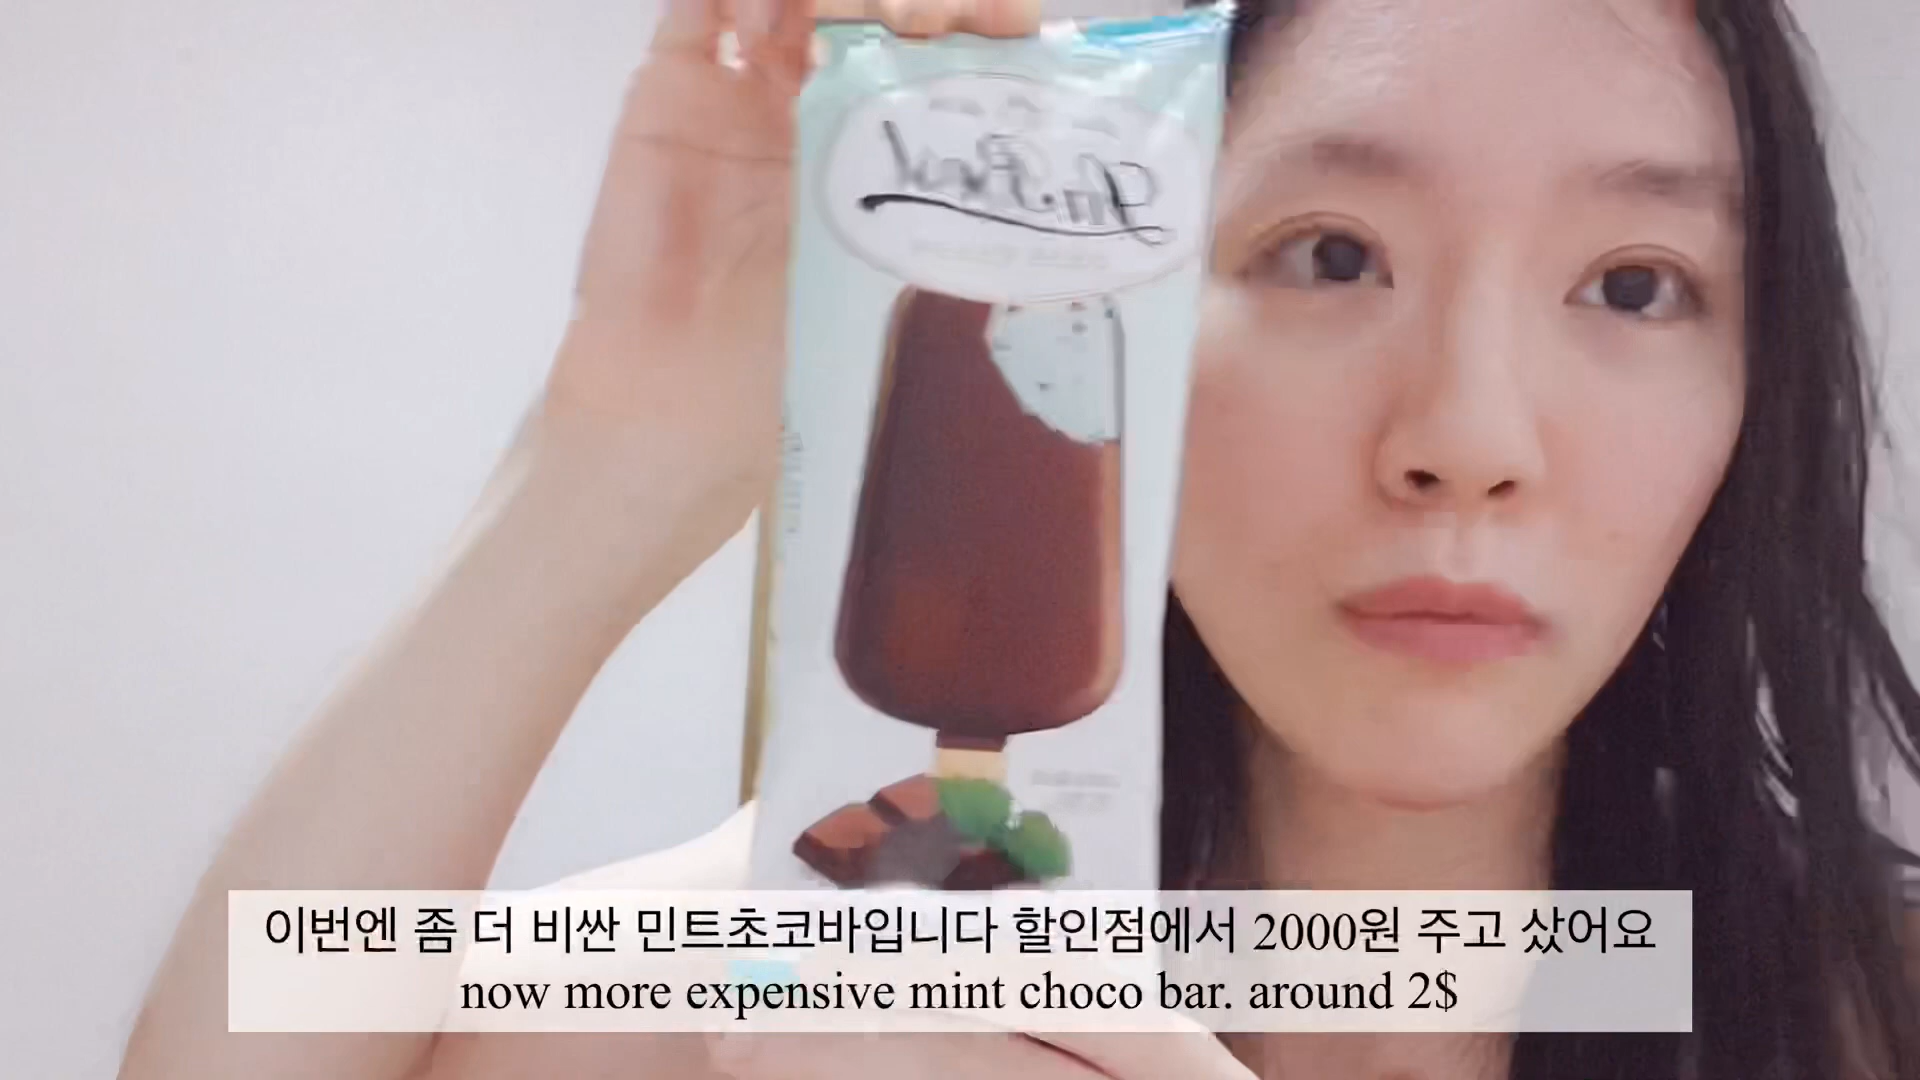 이번엔 좀 더 비싼 민트초코바입니다 할인점에서 2000원 주고 샀어요
now more expensive mint choco bar. around 2$